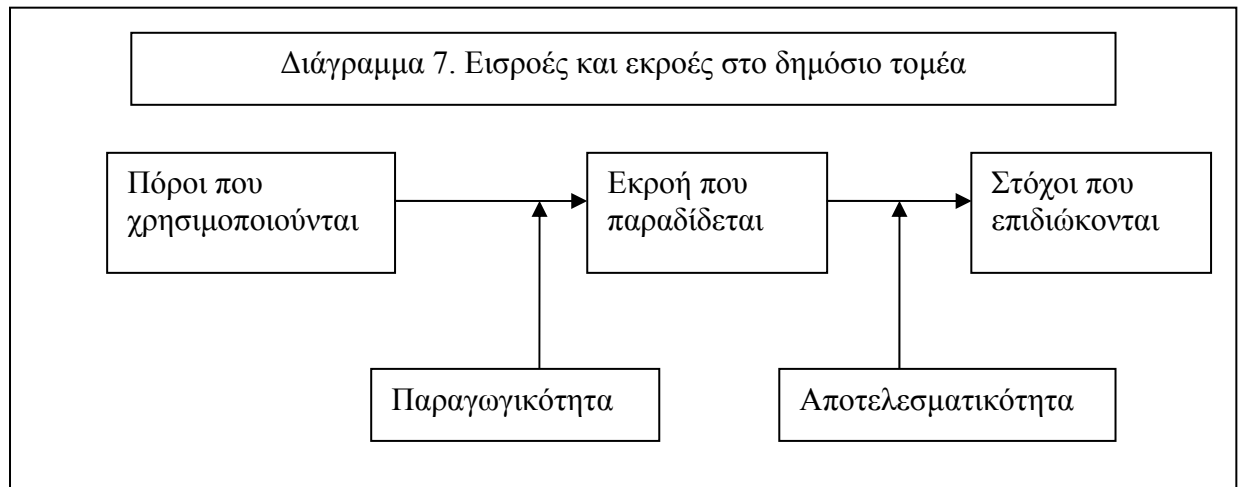 Διάγραμμα 7. Εισροές και εκροές στο δημόσιο τομέα
Πόροι που
χρησιμοποιούνται
Εκροή που
παραδίδεται
Στόχοι που
επιδιώκονται
Παραγωγικότητα
Αποτελεσματικότητα